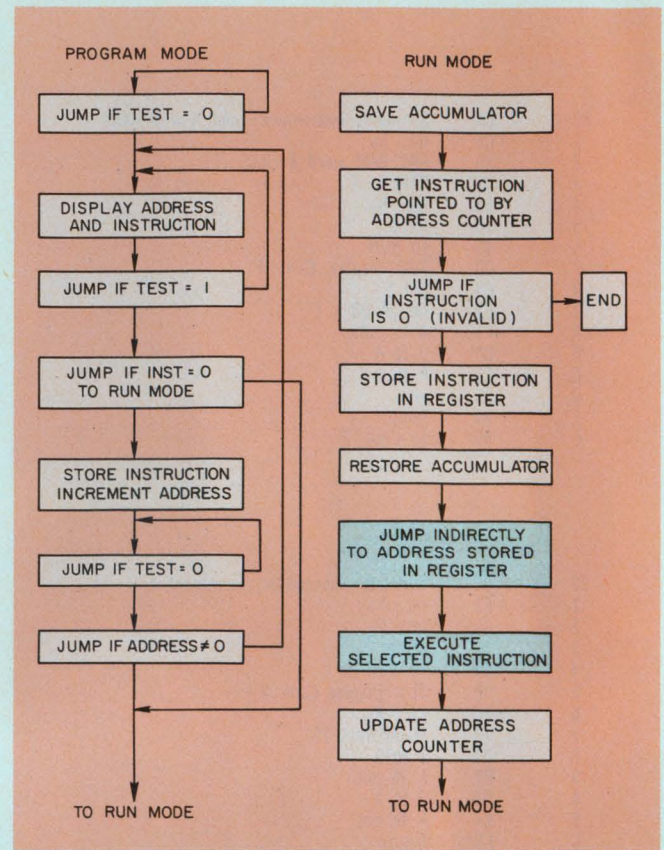 PROGRAM MODE
JUMP IF TEST = 0
DISPLAY ADDRESS
AND INSTRUCTION
JUMP IF TEST = 1
JUMP IF INST = 0
TO RUN MODE
STORE INSTRUCTION
INCREMENT ADDRESS
JUMP IF TEST = 0
JUMP IF ADDRESS ≠ 0
TO RUN MODE
RUN MODE
SAVE ACCUMULATOR
GET INSTRUCTION
POINTED TO BY
ADDRESS COUNTER
JUMP IF
INSTRUCTION
IS 0 (INVALID)
END
STORE INSTRUCTION
IN REGISTER
RESTORE ACCUMULATOR
JUMP INDIRECTLY
TO ADDRESS STORED
IN REGISTER
EXECUTE
SELECTED INSTRUCTION
UPDATE ADDRESS
COUNTER
TO RUN MODE